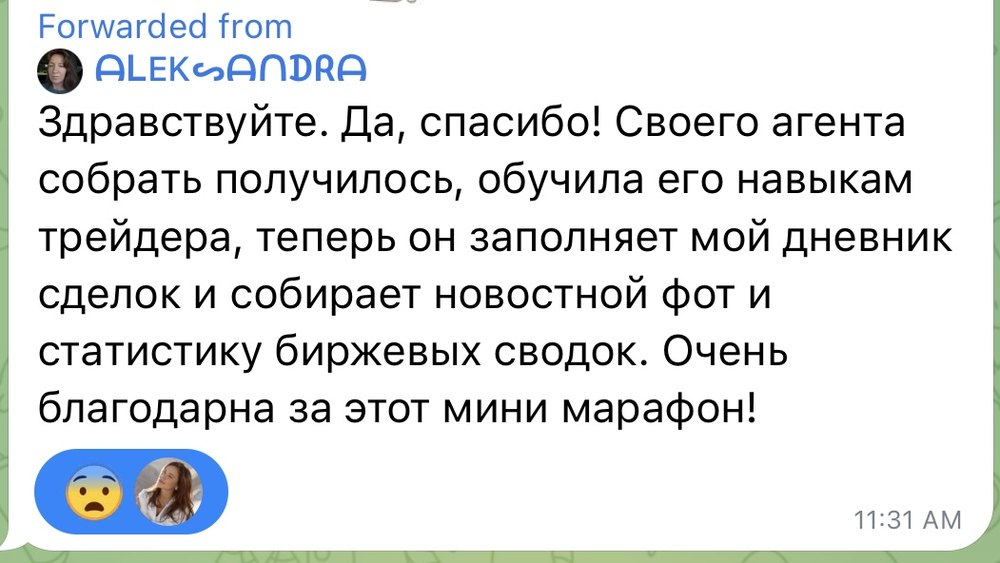 Forwarded from
ALEKSANDRA
Здравствуйте. Да, спасибо! Своего агента
собрать получилось, обучила его навыкам
трейдера, теперь он заполняет мой дневник
сделок и собирает новостной фот и
статистику биржевых сводок. Очень
благодарна за этот мини марафон!
11:31 AM